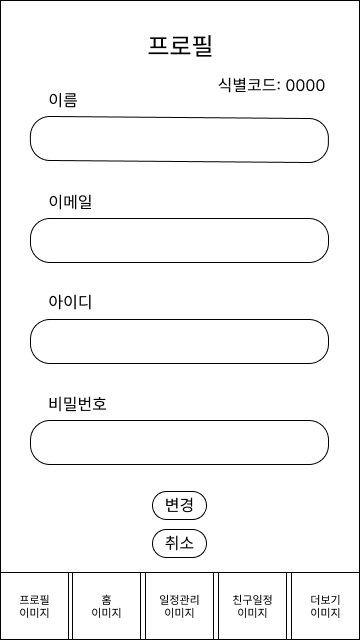 프로필
식별코드: 0000
이름
이메일
아이디
비밀번호
변경
취소
프로필
이미지
홈
이미지
일정관리
이미지
친구일정
이미지
더보기
이미지